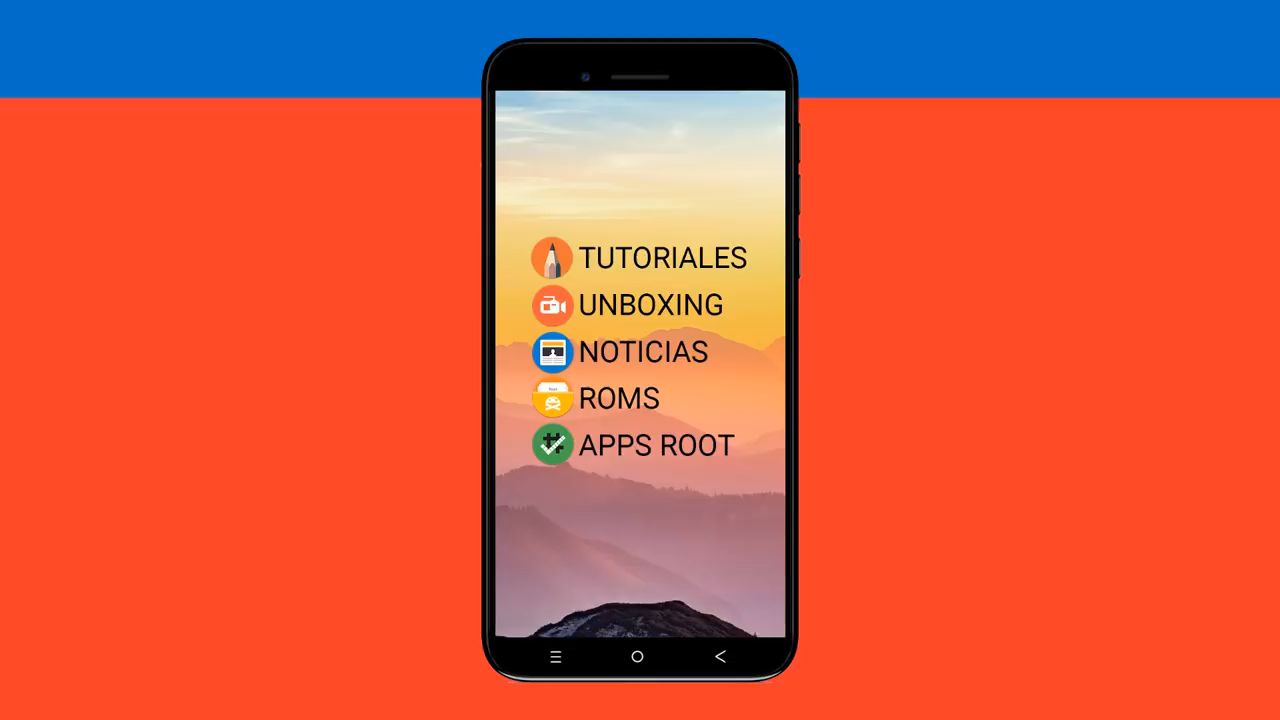 TUTORIALES
UNBOXING
NOTICIAS
ROMS
APPS ROOT